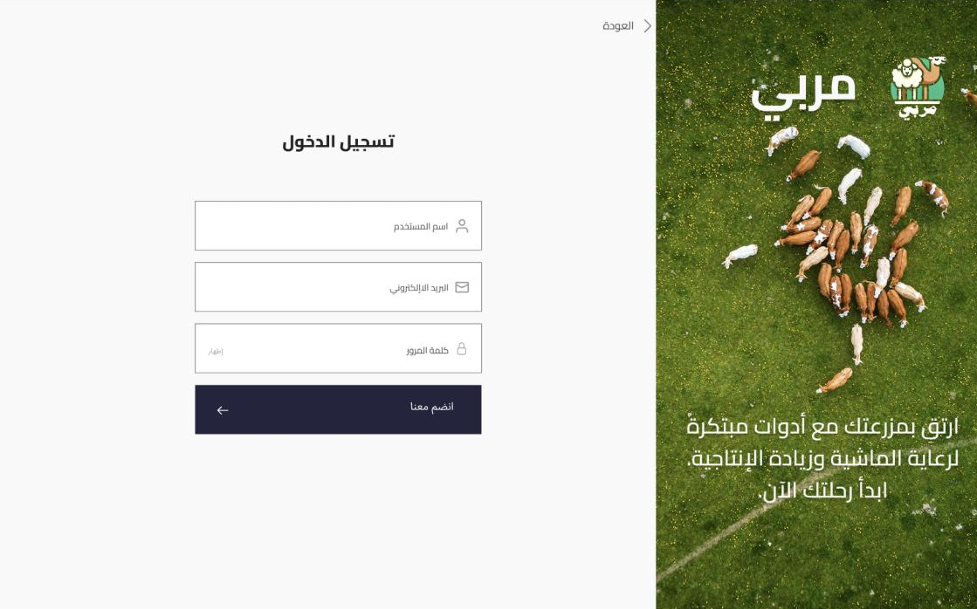 العودة
مربي
مربي
تسجيل الدخول
اسم المستخدم
البريد الالإلكتروني
كلمة المرور
إظهار
انضم معنا
ارتقِ بمزرعتك مع أدوات مبتكرةً
لرعاية الماشية وزيادة الإنتاجية.
ابدأ رحلتك الآن.